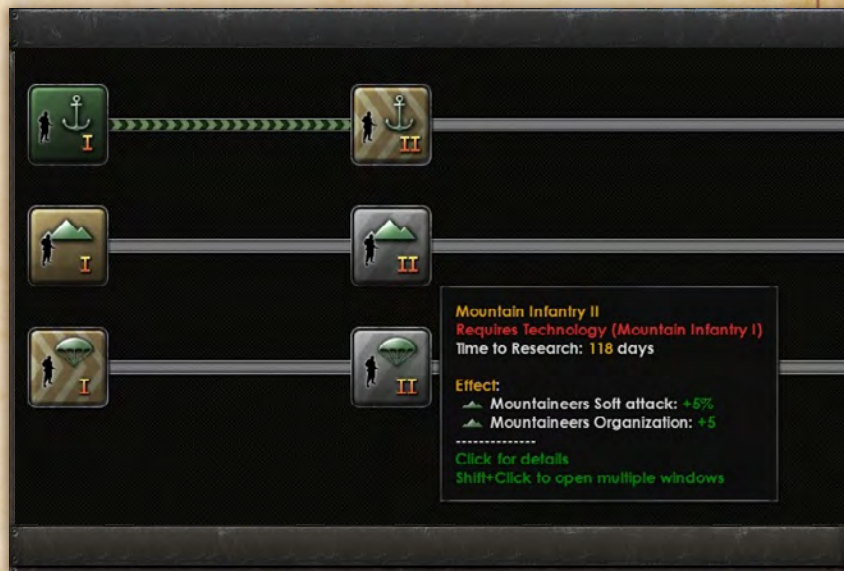 I
II
I
II
I
II
Mountain Infantry II
Requires Technology (Mountain Infantry I)
Time to Research: 118 days
Effect:
Mountaineers Soft attack: +5%
Mountaineers Organization: +5
--------------
Click for details
Shift+Click to open multiple windows